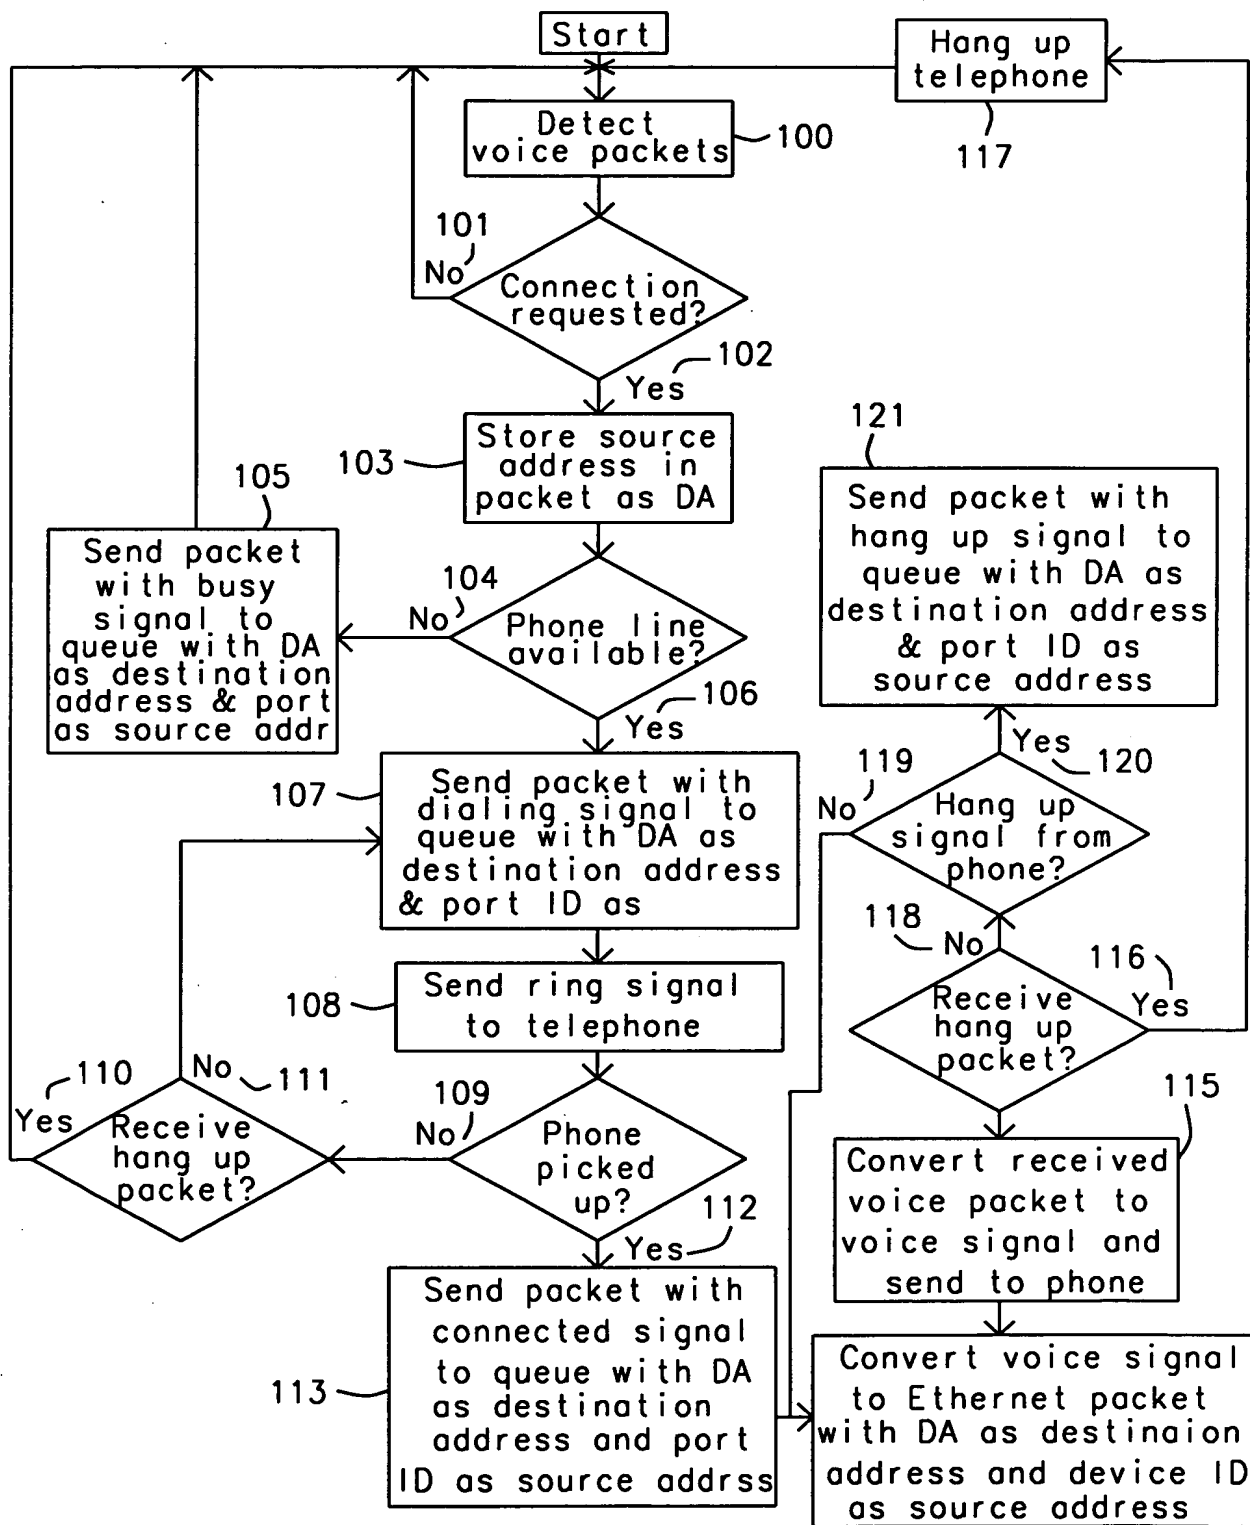 Start
Hang up
telephone
117
Detect
voice packets
100
101
No
Connection
requested?
102
Yes
103
Store source
address in
packet as DA
105
Send packet
with busy
signal to
queue with DA
as destination
address & port
as source addr
104
No
Phone line
available?
106
Yes
107
Send packet with
dialing signal to
queue with DA as
destination address
& port ID as
108
Send ring signal
to telephone
109
No
Phone
picked
up?
110
Yes
No
111
Receive
hang up
packet?
112
Yes
113
Send packet with
connected signal
to queue with DA
as destination
address and port
ID as source addrss
121
Send packet with
hang up signal to
queue with DA as
destination address
& port ID as
source address
119
No
Yes
120
Hang up
signal from
phone?
118
No
116
Yes
Receive
hang up
packet?
115
Convert received
voice packet to
voice signal and
send to phone
Convert voice signal
to Ethernet packet
with DA as destinaion
address and device ID
as source address